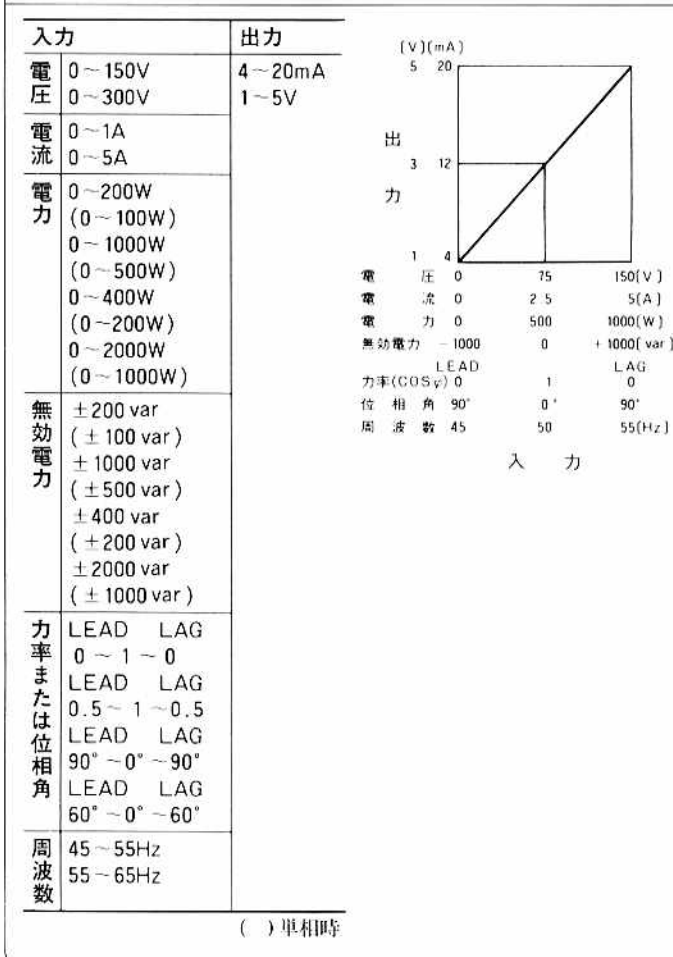 入力 出力
電圧 0～150V 4～20mA
0～300V 1～5V
電流 0～1A
0～5A
電力 0～200W
(0～100W)
0～1000W
(0～500W)
0～400W
(0～200W)
0～2000W
(0～1000W)
無効電力 ±200 var
(±100 var)
±1000 var
(±500 var)
±400 var
(±200 var)
±2000 var
(±1000 var)
力率または位相角 LEAD LAG
0～1～0
LEAD LAG
0.5～1～0.5
LEAD LAG
90°～0°～90°
LEAD LAG
60°～0°～60°
周波数 45～55Hz
55～65Hz
( )単相時
(V)(mA)
5 20
出力
3 12
1 4
電圧 0 75 150(V)
電流 0 2.5 5(A)
電力 0 500 1000(W)
無効電力 -1000 0 +1000(var)
LEAD LAG
力率(COSφ) 0 1 0
位相角 90° 0° 90°
周波数 45 50 55(Hz)
入力